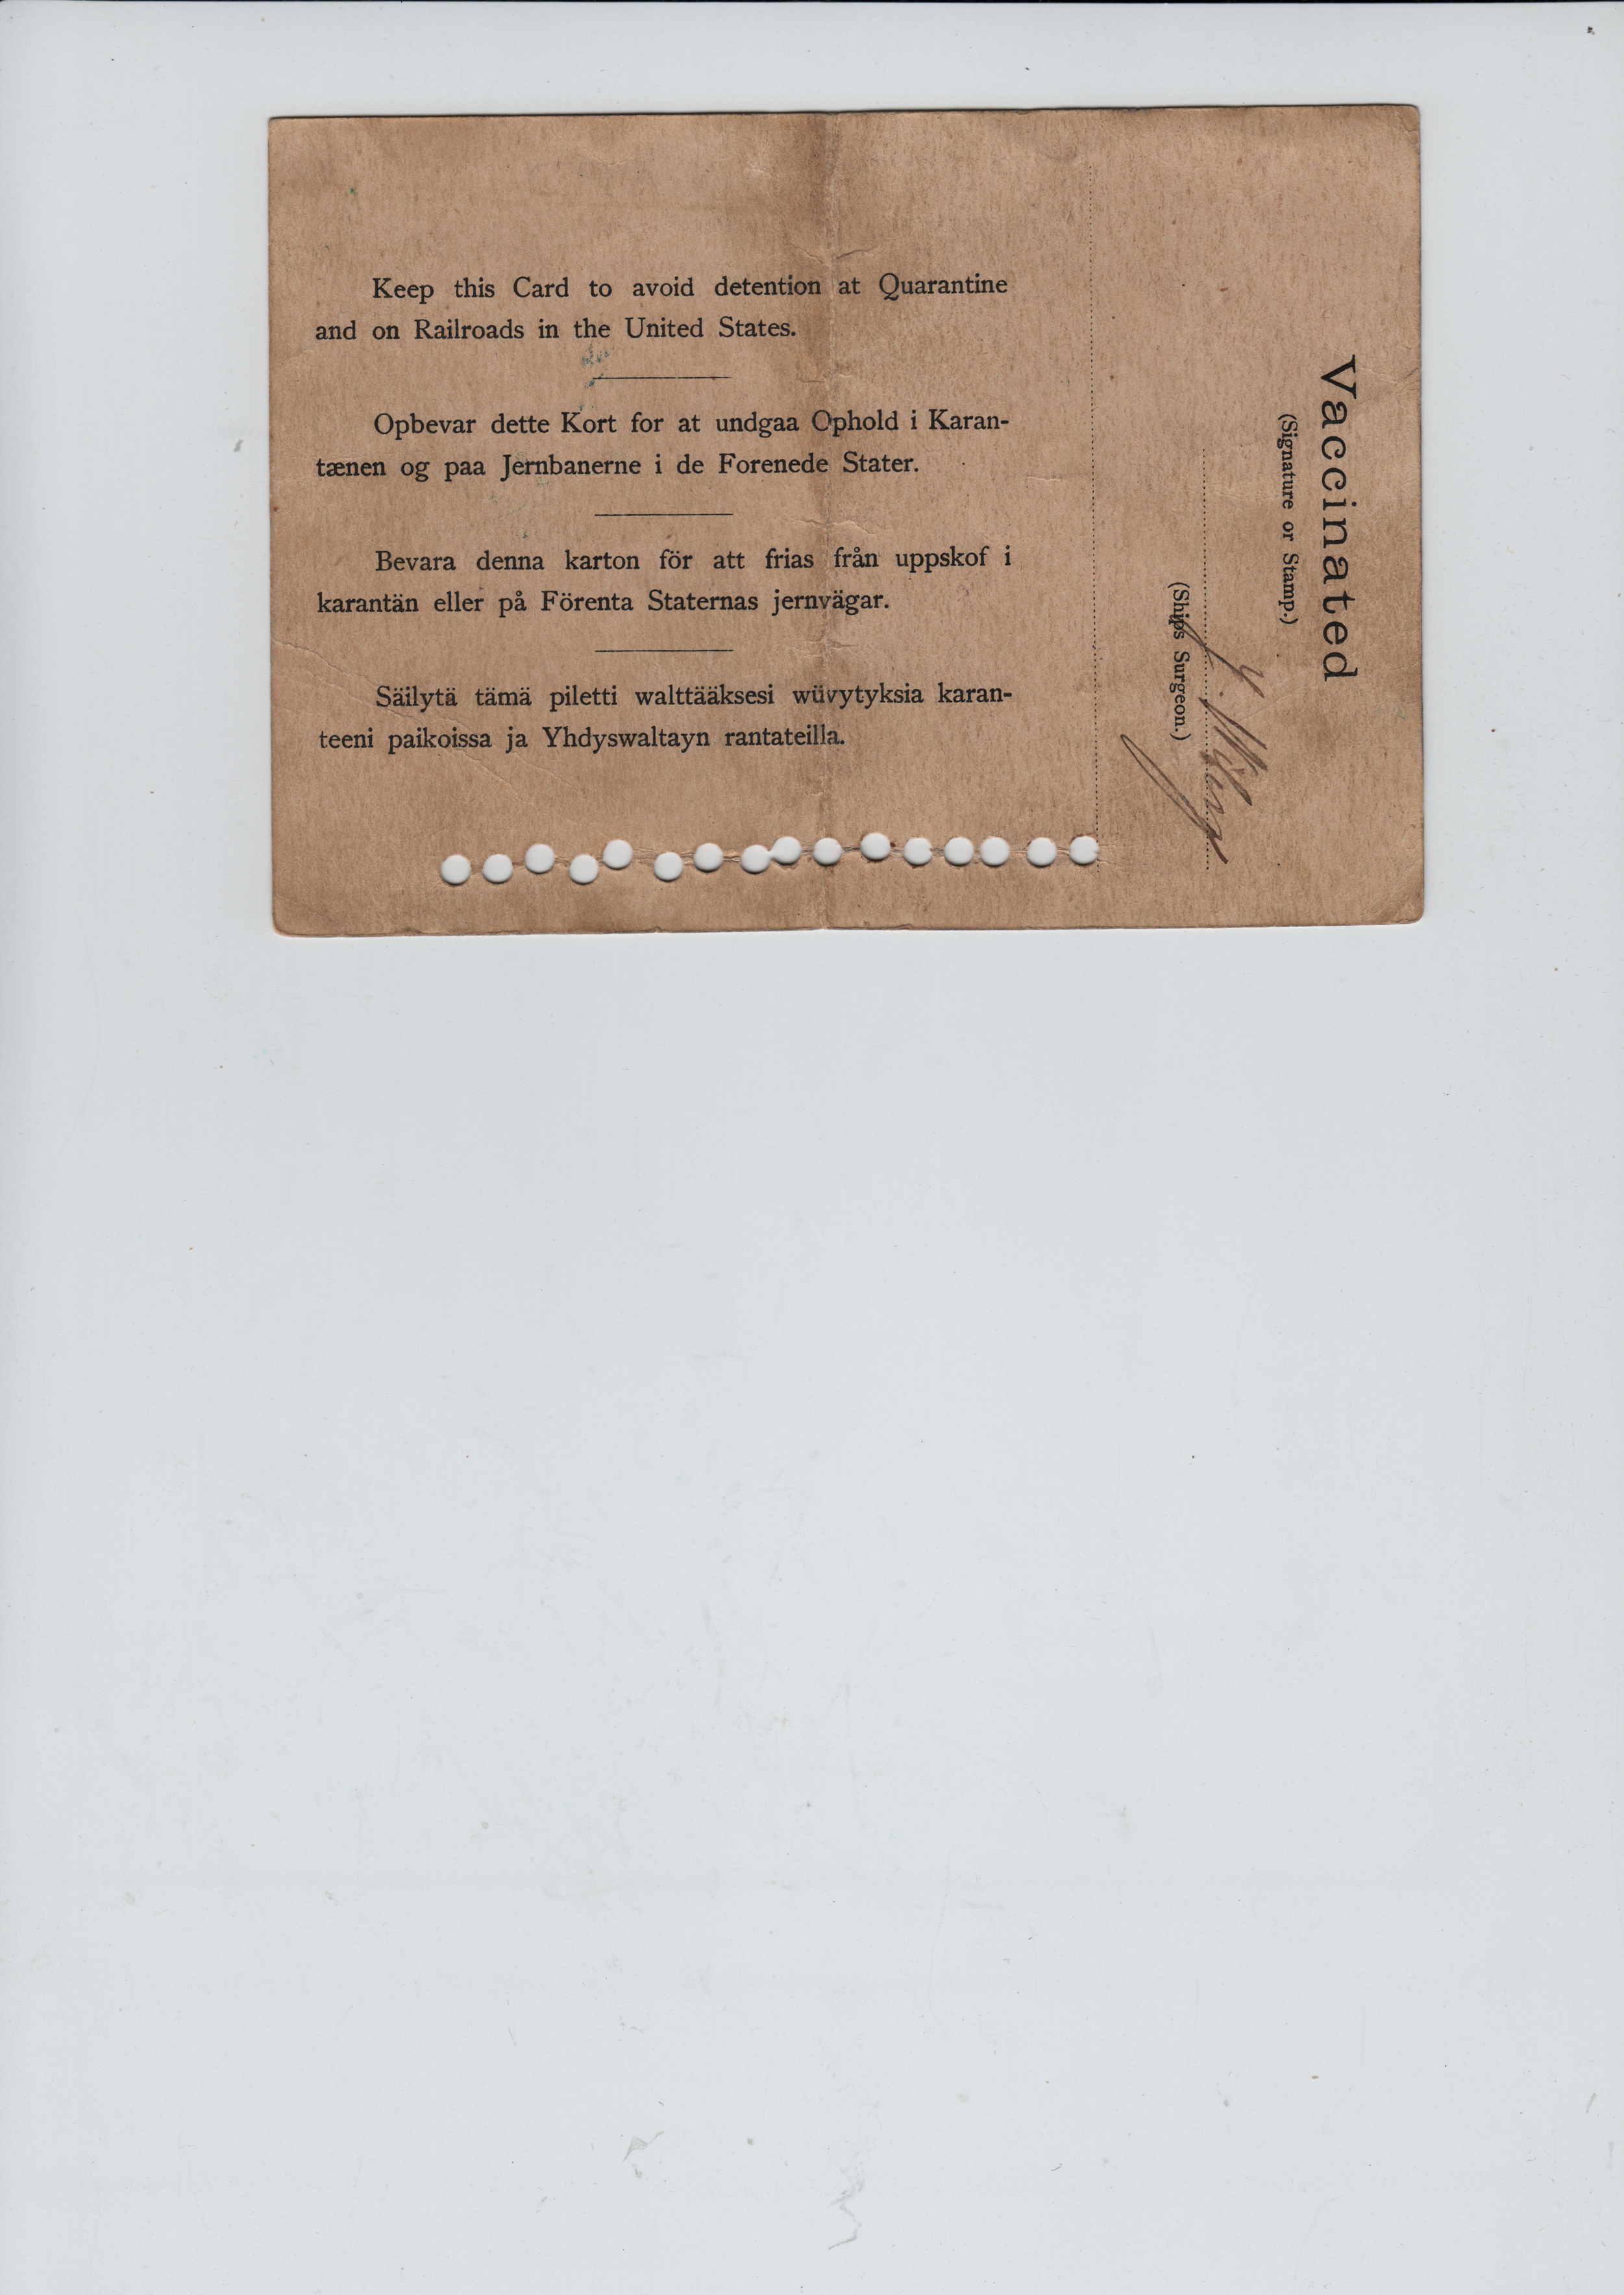 Keep this Card to avoid detention at Quarantine
and on Railroads in the United States.
Opbevar dette Kort for at undgaa Ophold i Karan-
tænen og paa Jernbanerne i de Forenede Stater.
Bevara denna karton för att frias från uppskof i
karantän eller på Förenta Staternas jernvägar.
Säilytä tämä piletti walttääksesi wüvytyksia karan-
teeni paikoissa ja Yhdyswaltayn rantateilla.
Vaccinated
(Signature or Stamp.)
(Ships Surgeon.)